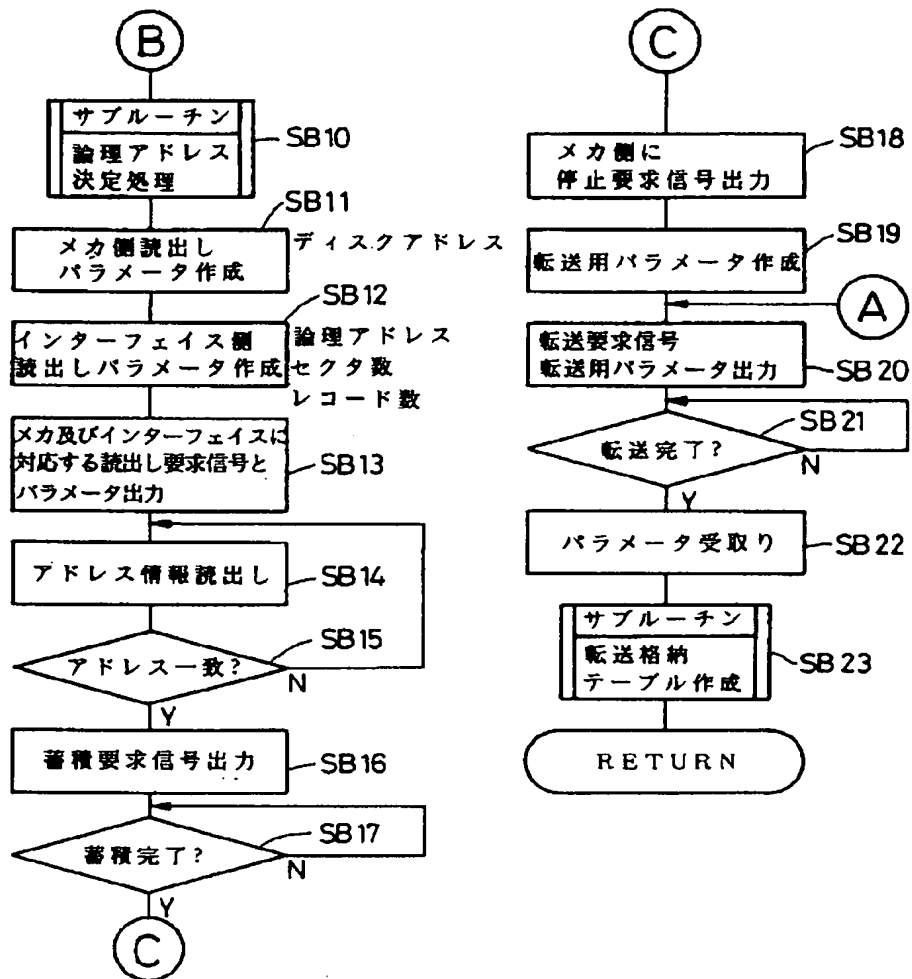 B
サブルーチン
論理アドレス
決定処理
SB10
SB11
メカ側読出し
パラメータ作成
ディスクアドレス
SB12
インターフェイス側
読出しパラメータ作成
論理アドレス
セクタ数
レコード数
メカ及びインターフェイスに
対応する読出し要求信号と
パラメータ出力
SB13
アドレス情報読出し
SB14
アドレス一致?
SB15
N
Y
蓄積要求信号出力
SB16
蓄積完了?
SB17
N
Y
C
C
メカ側に
停止要求信号出力
SB18
転送用パラメータ作成
SB19
A
転送要求信号
転送用パラメータ出力
SB20
転送完了?
SB21
N
Y
パラメータ受取り
SB22
サブルーチン
転送格納
テーブル作成
SB23
RETURN